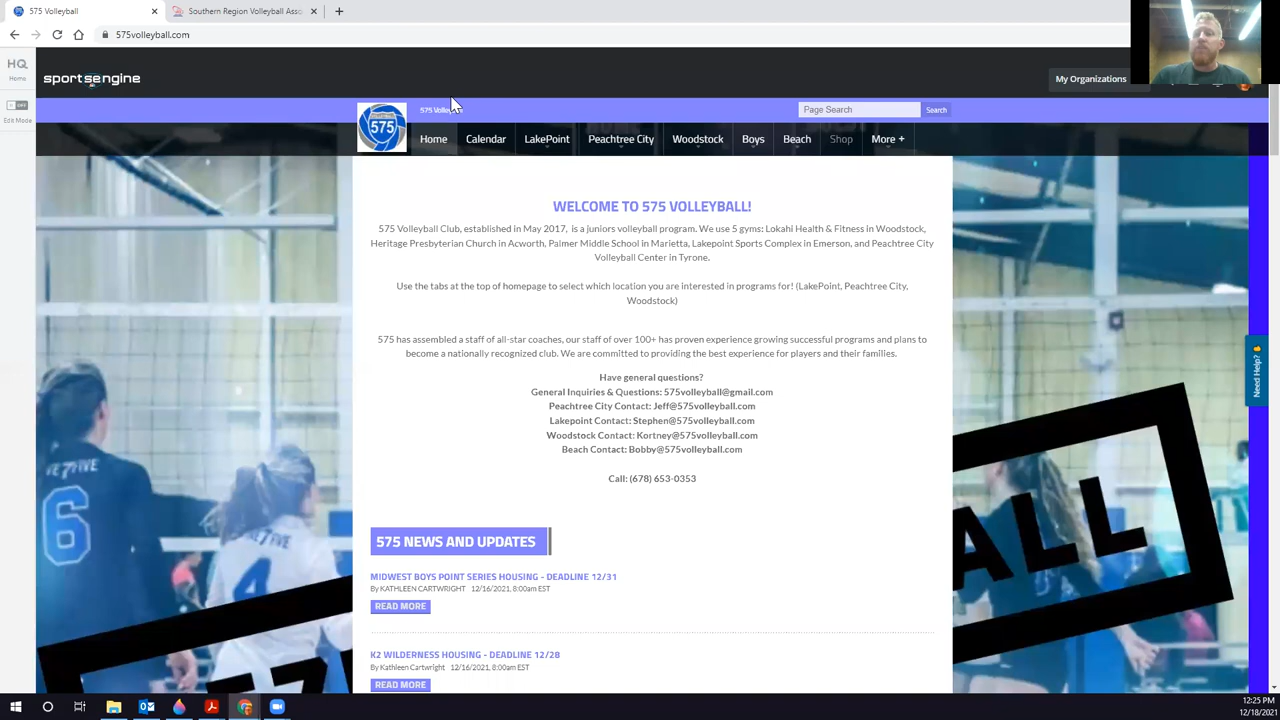 575 Volleyball
Southern Region Volleyball Asso
575volleyball.com
HQ
Home
sportsengine
My Organizations
OFF
Edit Mode
575
Page Search
Search
Home Calendar LakePoint Peachtree City Woodstock Boys Beach Shop More +
WELCOME TO 575 VOLLEYBALL!
575 Volleyball Club, established in May 2017, is a juniors volleyball program. We use 5 gyms: Lokahi Health & Fitness in Woodstock,
Heritage Presbyterian Church in Acworth, Palmer Middle School in Marietta, Lakepoint Sports Complex in Emerson, and Peachtree City
Volleyball Center in Tyrone.
Use the tabs at the top of homepage to select which location you are interested in programs for! (LakePoint, Peachtree City,
Woodstock)
575 has assembled a staff of all-star coaches, our staff of over 100+ has proven experience growing successful programs and plans to
become a nationally recognized club. We are committed to providing the best experience for players and their families.
Have general questions?
General Inquiries & Questions: 575volleyball@gmail.com
Peachtree City Contact: Jeff@575volleyball.com
Lakepoint Contact: Stephen@575volleyball.com
Woodstock Contact: Kortney@575volleyball.com
Beach Contact: Bobby@575volleyball.com
Call: (678) 653-0353
Need Help?
575 NEWS AND UPDATES
MIDWEST BOYS POINT SERIES HOUSING - DEADLINE 12/31
By KATHLEEN CARTWRIGHT 12/16/2021, 8:00am EST
READ MORE
K2 WILDERNESS HOUSING - DEADLINE 12/28
By Kathleen Cartwright 12/16/2021, 8:00am EST
READ MORE
6
4
ALL
12:25 PM
12/18/2021